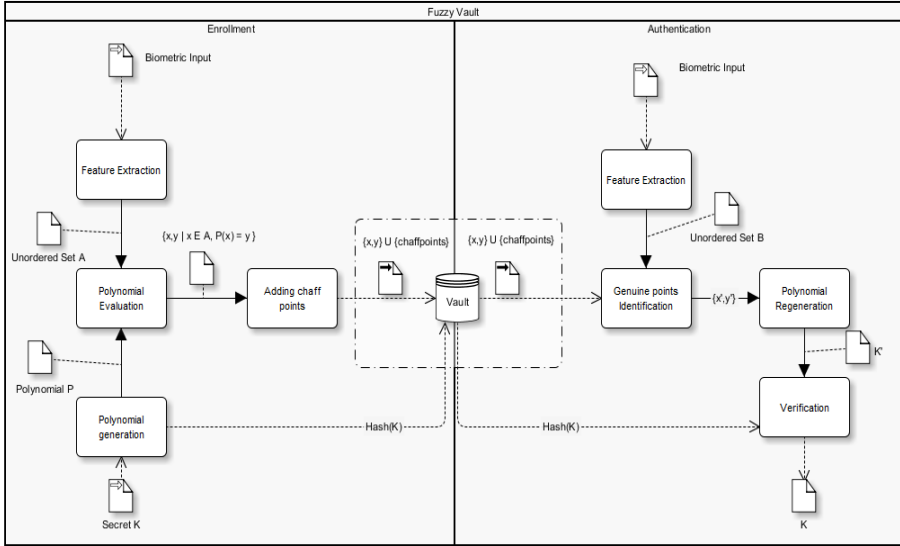 Fuzzy Vault
Enrollment
Authentication
Biometric Input
Biometric Input
Feature Extraction
Feature Extraction
{x,y | x E A, P(x) = y }
{x,y} U {chaffpoints}
{x,y} U {chaffpoints}
Unordered Set A
Unordered Set B
Polynomial
Evaluation
Adding chaff
points
Vault
Genuine points
Identification
{x',y'}
Polynomial
Regeneration
K'
Polynomial P
Polynomial
generation
Hash(K)
Hash(K)
Verification
Secret K
K